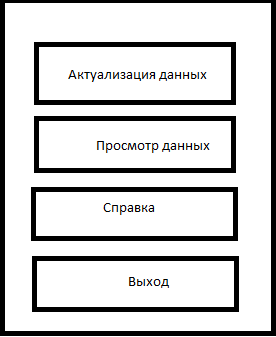 Актуализация данных
Просмотр данных
Справка
Выход